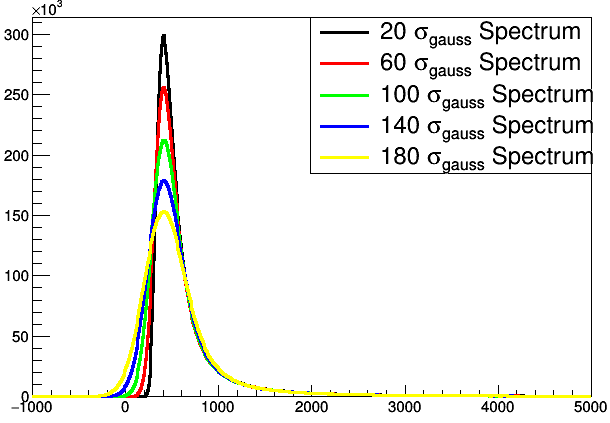 ×10³
300
250
200
150
100
50
0
−1000 0 1000 2000 3000 4000 5000
20 σgauss Spectrum
60 σgauss Spectrum
100 σgauss Spectrum
140 σgauss Spectrum
180 σgauss Spectrum